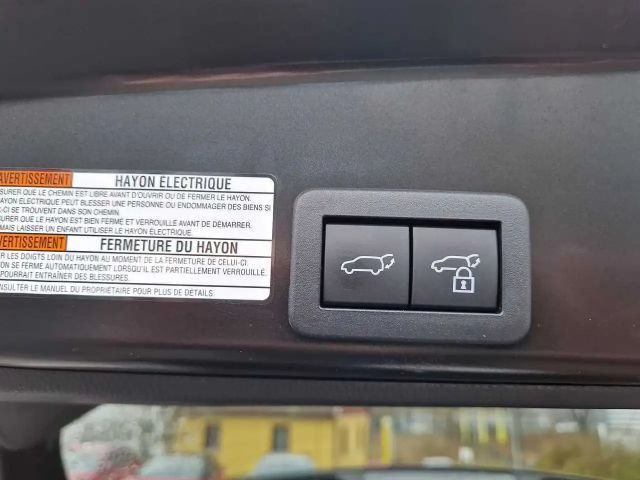 AVERTISSEMENT HAYON ÉLECTRIQUE
SURER QUE LE CHEMIN EST LIBRE AVANT D'OUVRIR OU DE FERMER LE HAYON.
HAYON ÉLECTRIQUE PEUT BLESSER UNE PERSONNE OU ENDOMMAGER DES BIENS SI
-CI SE TROUVENT DANS SON CHEMIN.
SURER QUE LE HAYON EST BIEN FERMÉ ET VERROUILLÉ AVANT DE DÉMARRER.
MAIS LAISSER UN ENFANT UTILISER LE HAYON ÉLECTRIQUE.
VERTISSEMENT FERMETURE DU HAYON
R LES DOIGTS LOIN DU HAYON AU MOMENT DE LA FERMETURE DE CELUI-CI.
ON SE FERME AUTOMATIQUEMENT LORSQU'IL EST PARTIELLEMENT VERROUILLÉ.
POURRAIT ENTRAÎNER DES BLESSURES.
NSULTER LE MANUEL DU PROPRIÉTAIRE POUR PLUS DE DETAILS.